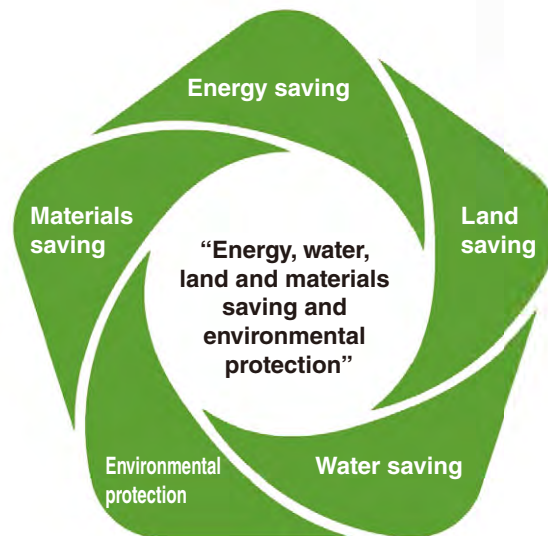 Energy saving
Materials
saving
Land
saving
“Energy, water,
land and materials
saving and
environmental
protection”
Environmental
protection
Water saving